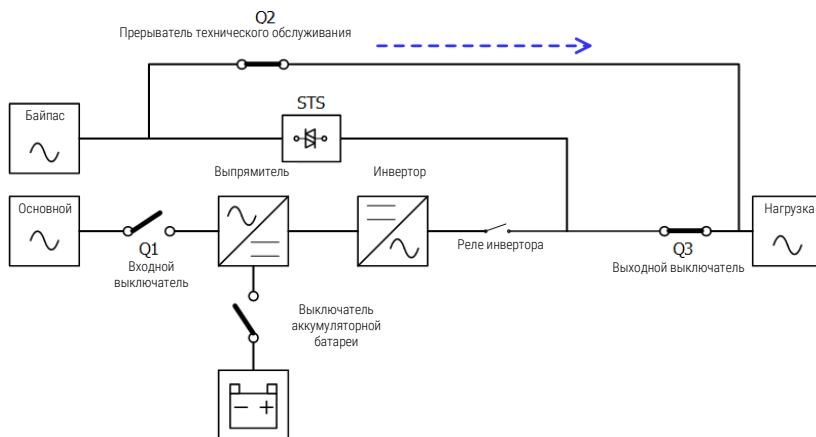 Q2
Прерыватель технического обслуживания
STS
Байпас
Выпрямитель
Инвертор
Основной
Нагрузка
Q1
Входной
выключатель
Реле инвертора
Q3
Выходной выключатель
Выключатель
аккумуляторной
батареи
− +